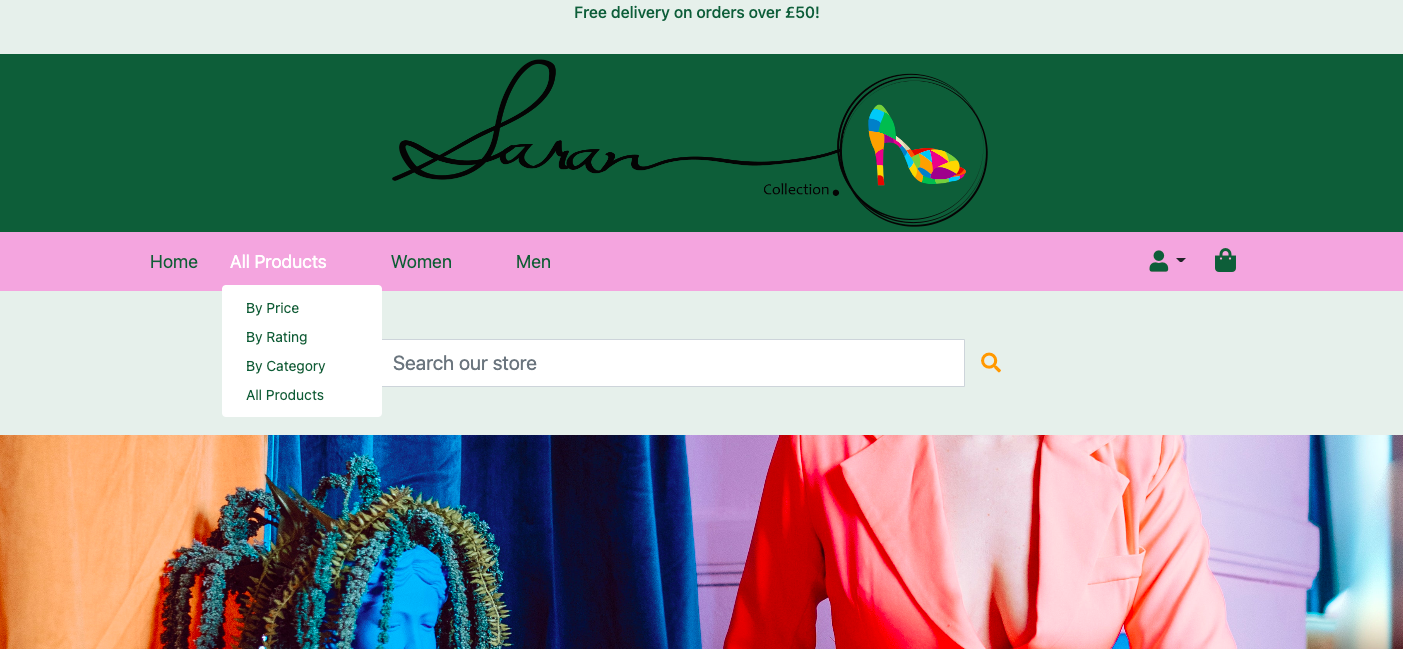 Free delivery on orders over £50!
Saran
Collection
Home All Products Women Men
By Price
By Rating
By Category
All Products
Search our store